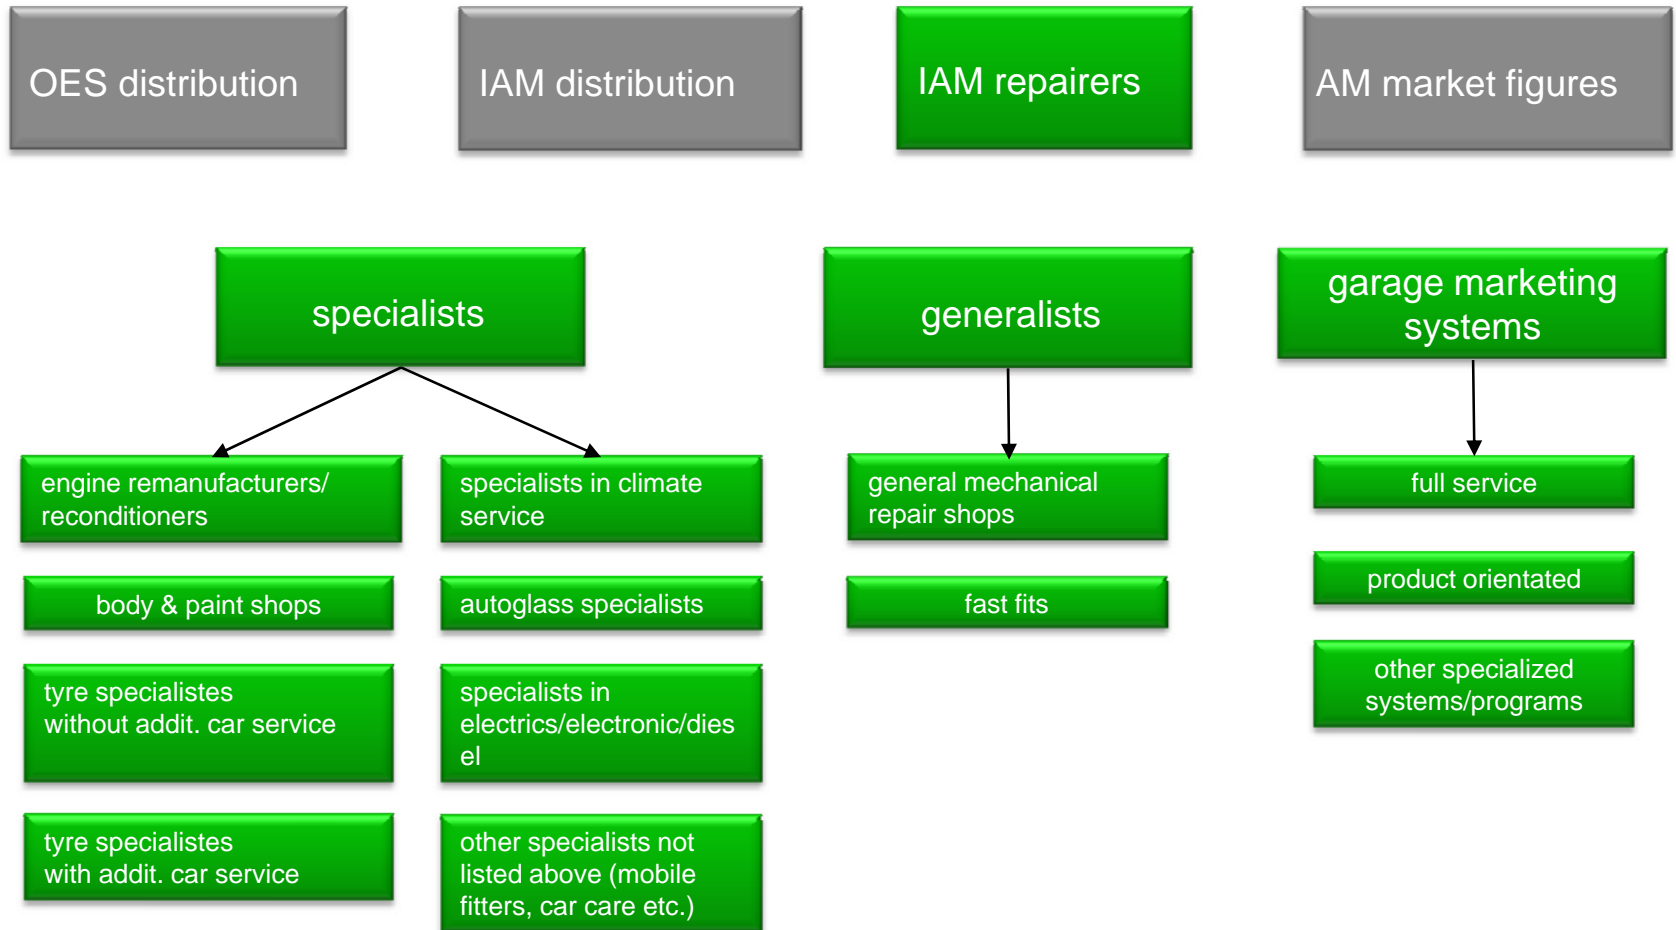 OES distribution
IAM distribution
IAM repairers
AM market figures
specialists
generalists
garage marketing
systems
engine remanufacturers/
reconditioners
specialists in climate
service
general mechanical
repair shops
full service
body & paint shops
autoglass specialists
fast fits
product orientated
tyre specialistes
without addit. car service
specialists in
electrics/electronic/dies
el
other specialized
systems/programs
tyre specialistes
with addit. car service
other specialists not
listed above (mobile
fitters, car care etc.)